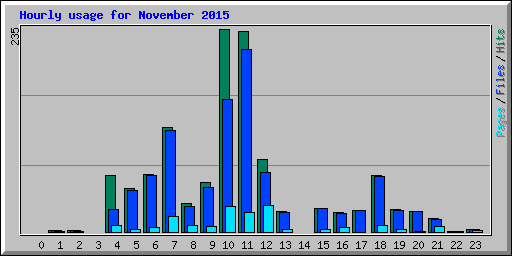 Hourly usage for November 2015
235
Pages/Files/Hits
0 1 2 3 4 5 6 7 8 9 10 11 12 13 14 15 16 17 18 19 20 21 22 23